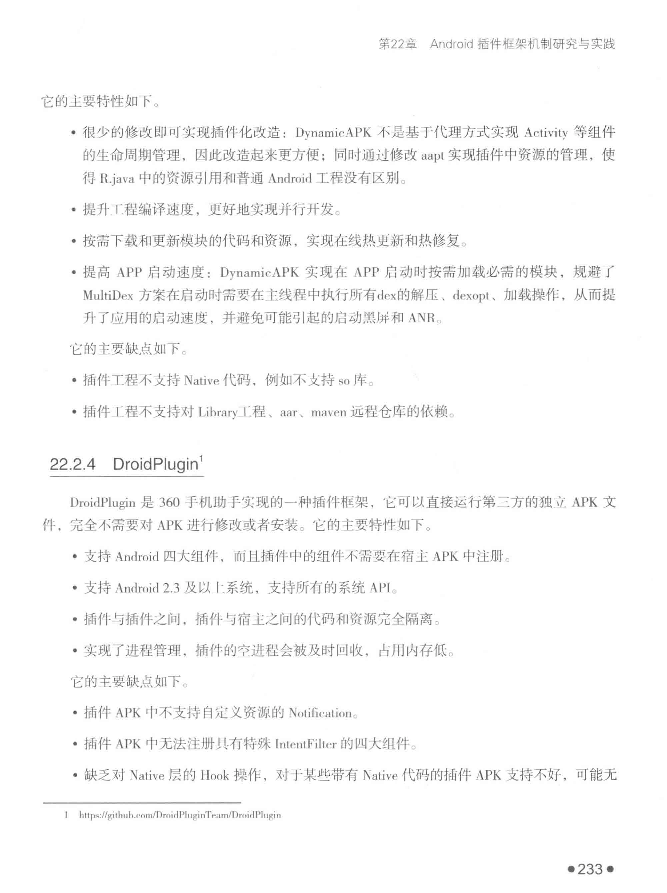 第22章 Android 插件框架机制研究与实践
它的主要特性如下。
• 很少的修改即可实现插件化改造：DynamicAPK 不是基于代理方式实现 Activity 等组件
的生命周期管理，因此改造起来更方便；同时通过修改 aapt 实现插件中资源的管理，使
得 R.java 中的资源引用和普通 Android 工程没有区别。
• 提升工程编译速度，更好地实现并行开发。
• 按需下载和更新模块的代码和资源，实现在线热更新和热修复。
• 提高 APP 启动速度：DynamicAPK 实现在 APP 启动时按需加载必需的模块，规避了
MultiDex 方案在启动时需要在主线程中执行所有dex的解压、dexopt、加载操作，从而提
升了应用的启动速度，并避免可能引起的启动黑屏和 ANR。
它的主要缺点如下。
• 插件工程不支持 Native 代码，例如不支持 so 库。
• 插件工程不支持对 Library工程、aar、maven 远程仓库的依赖。
22.2.4 DroidPlugin1
DroidPlugin 是 360 手机助手实现的一种插件框架，它可以直接运行第三方的独立 APK 文
件，完全不需要对 APK 进行修改或者安装。它的主要特性如下。
• 支持 Android 四大组件，而且插件中的组件不需要在宿主 APK 中注册。
• 支持 Android 2.3 及以上系统，支持所有的系统 API。
• 插件与插件之间，插件与宿主之间的代码和资源完全隔离。
• 实现了进程管理，插件的空进程会被及时回收，占用内存低。
它的主要缺点如下。
• 插件 APK 中不支持自定义资源的 Notification。
• 插件 APK 中无法注册具有特殊 IntentFilter 的四大组件。
• 缺乏对 Native 层的 Hook 操作，对于某些带有 Native 代码的插件 APK 支持不好，可能无
1 https://github.com/DroidPluginTeam/DroidPlugin
•233•